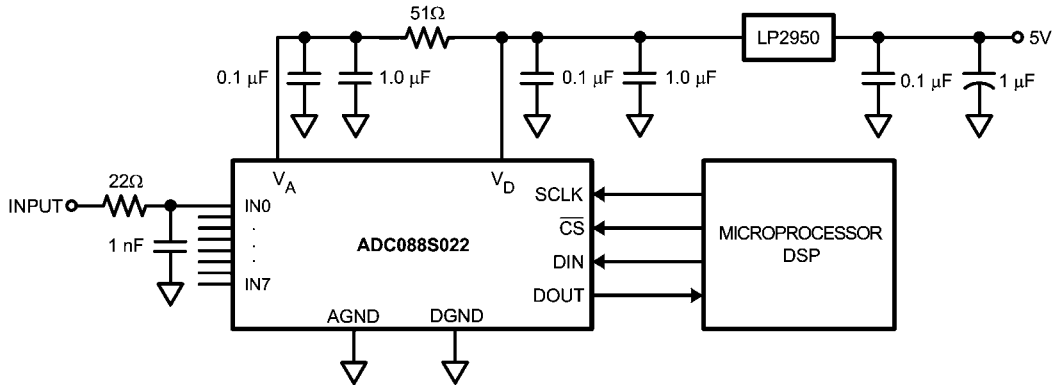 51Ω
LP2950
5V
0.1 µF
1.0 µF
0.1 µF
1.0 µF
0.1 µF
1 µF
V_A
V_D
22Ω
INPUT
IN0
SCLK
1 nF
.
.
.
ADC088S022
C̅S̅
MICROPROCESSOR
DSP
DIN
IN7
DOUT
AGND
DGND